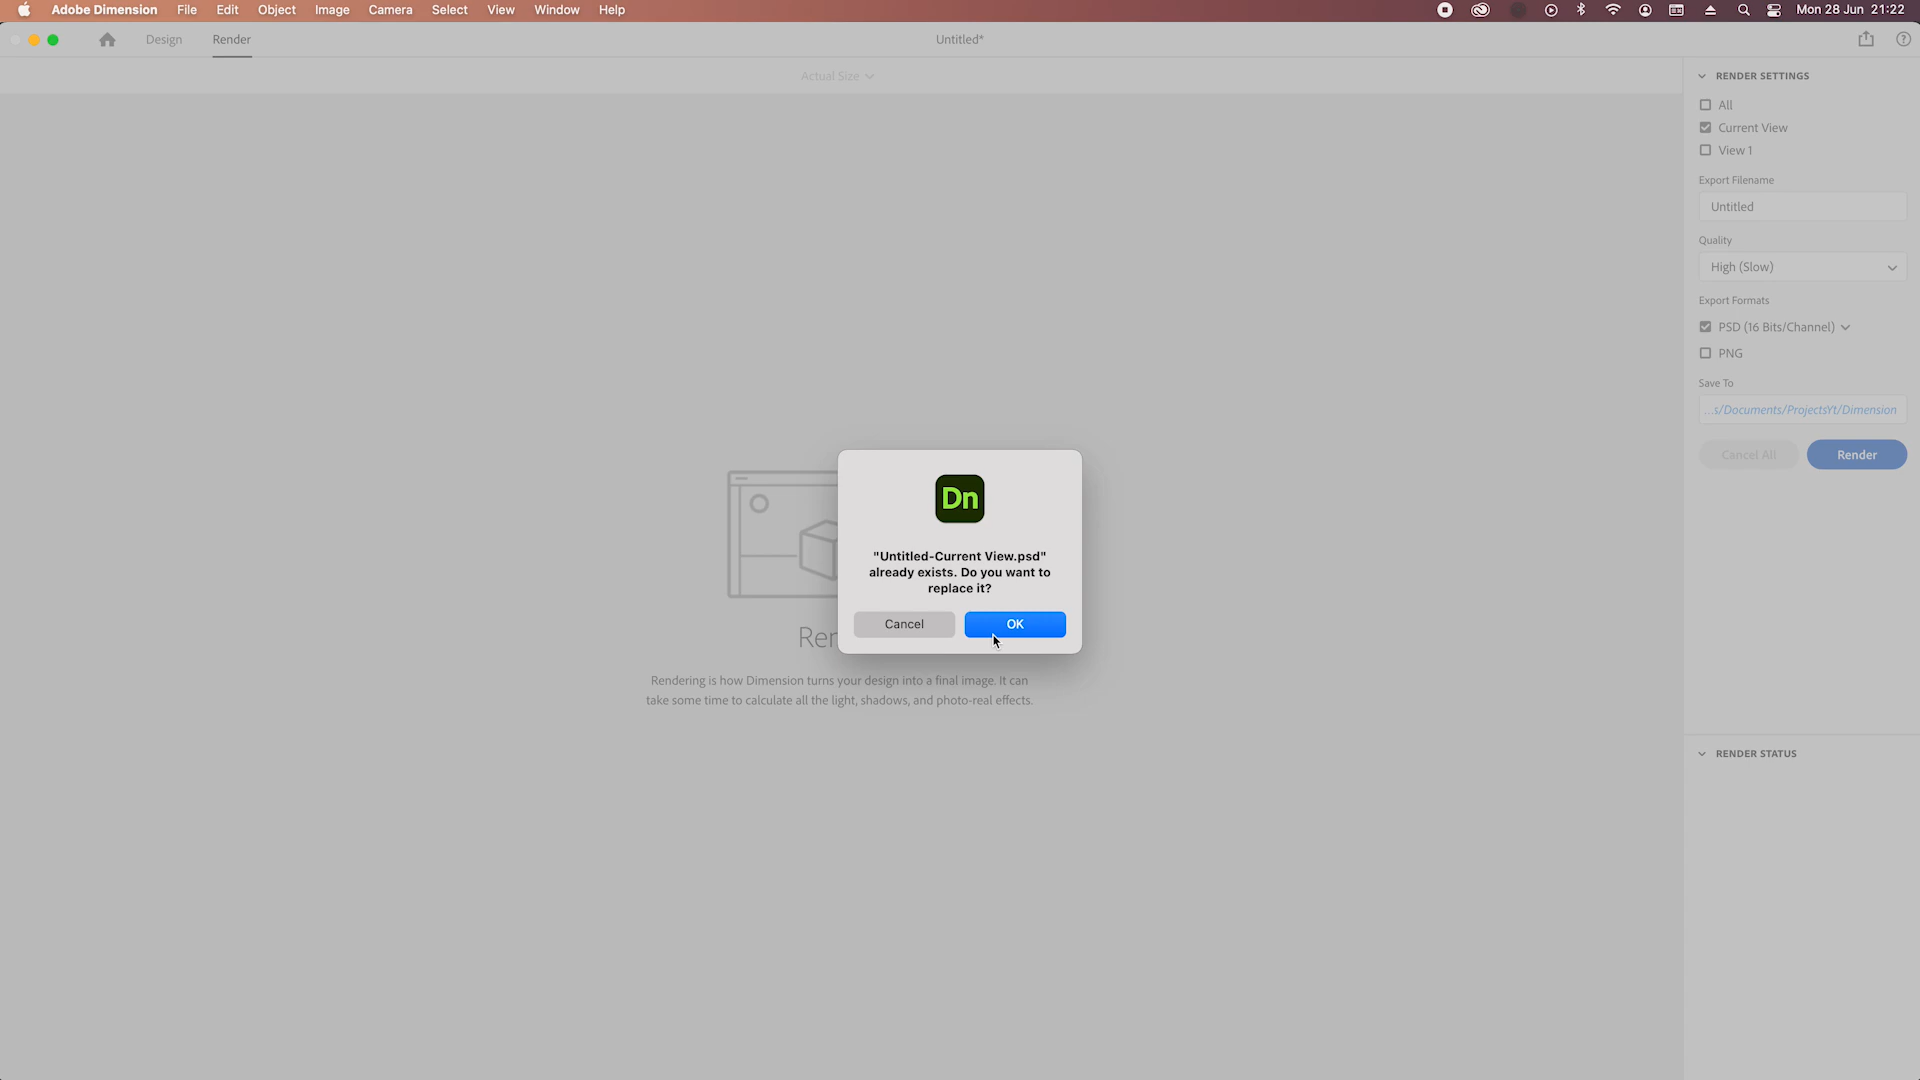 Adobe Dimension File Edit Object Image Camera Select View Window Help Mon 28 Jun 21:22
Design Render Untitled*
Actual Size
RENDER SETTINGS
All
Current View
View 1
Export Filename
Untitled
Quality
High (Slow)
Export Formats
PSD (16 Bits/Channel)
PNG
Save To
...s/Documents/ProjectsYt/Dimension
Cancel All Render
Dn
"Untitled-Current View.psd"
already exists. Do you want to
replace it?
Cancel OK
Ren
Rendering is how Dimension turns your design into a final image. It can
take some time to calculate all the light, shadows, and photo-real effects.
RENDER STATUS